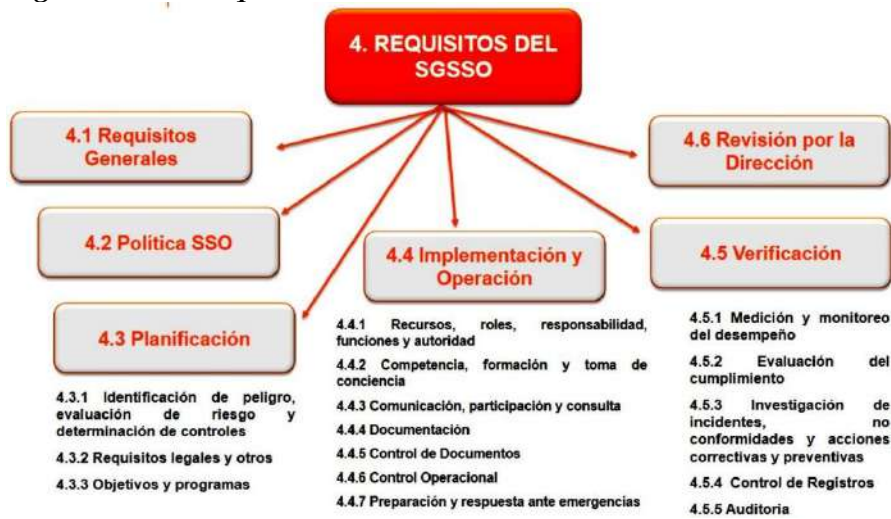 4. REQUISITOS DEL
SGSSO
4.1 Requisitos
Generales
4.2 Política SSO
4.3 Planificación
4.3.1 Identificación de peligro,
evaluación de riesgo y
determinación de controles
4.3.2 Requisitos legales y otros
4.3.3 Objetivos y programas
4.4 Implementación y
Operación
4.4.1 Recursos, roles, responsabilidad,
funciones y autoridad
4.4.2 Competencia, formación y toma de
conciencia
4.4.3 Comunicación, participación y consulta
4.4.4 Documentación
4.4.5 Control de Documentos
4.4.6 Control Operacional
4.4.7 Preparación y respuesta ante emergencias
4.6 Revisión por la
Dirección
4.5 Verificación
4.5.1 Medición y monitoreo
del desempeño
4.5.2 Evaluación del
cumplimiento
4.5.3 Investigación de
incidentes, no
conformidades y acciones
correctivas y preventivas
4.5.4 Control de Registros
4.5.5 Auditoria